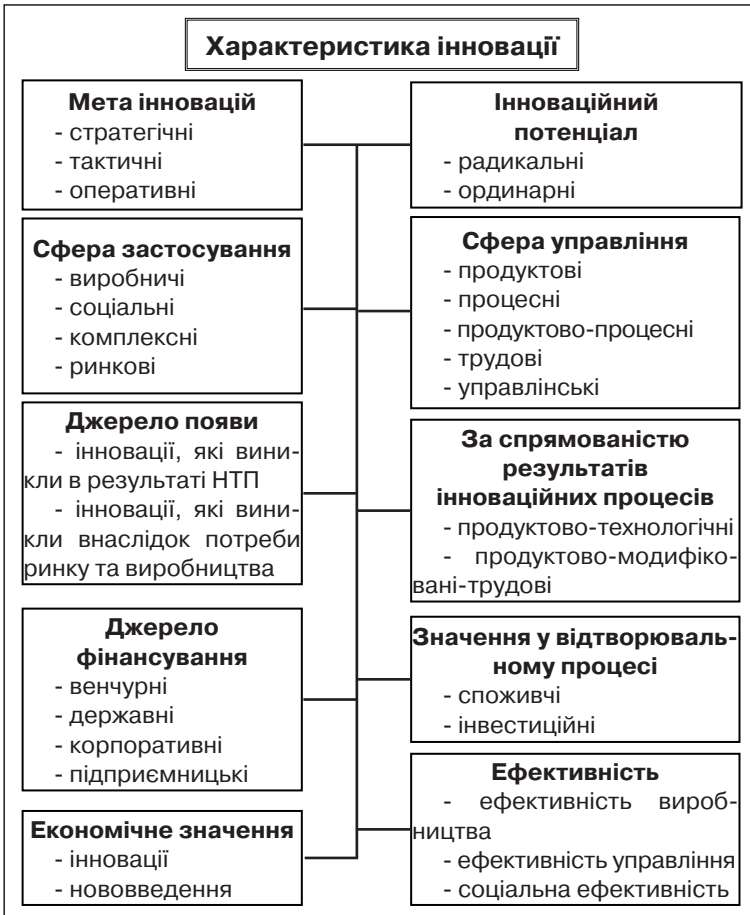 Характеристика інновації
Мета інновацій
- стратегічні
- тактичні
- оперативні
Сфера застосування
- виробничі
- соціальні
- комплексні
- ринкові
Джерело появи
- інновації, які виник-
кли в результаті НТП
- інновації, які вини-
кли внаслідок потреби
ринку та виробництва
Джерело
фінансування
- венчурні
- державні
- корпоративні
- підприємницькі
Економічне значення
- інновації
- нововведення
Інноваційний
потенціал
- радикальні
- ординарні
Сфера управління
- продуктові
- процесні
- продуктово-процесні
- трудові
- управлінські
За спрямованістю
результатів
інноваційних процесів
- продуктово-технологічні
- продуктово-модифіко-
вані-трудові
Значення у відтворюваль-
ному процесі
- споживчі
- інвестиційні
Ефективність
- ефективність вироб-
ництва
- ефективність управління
- соціальна ефективність